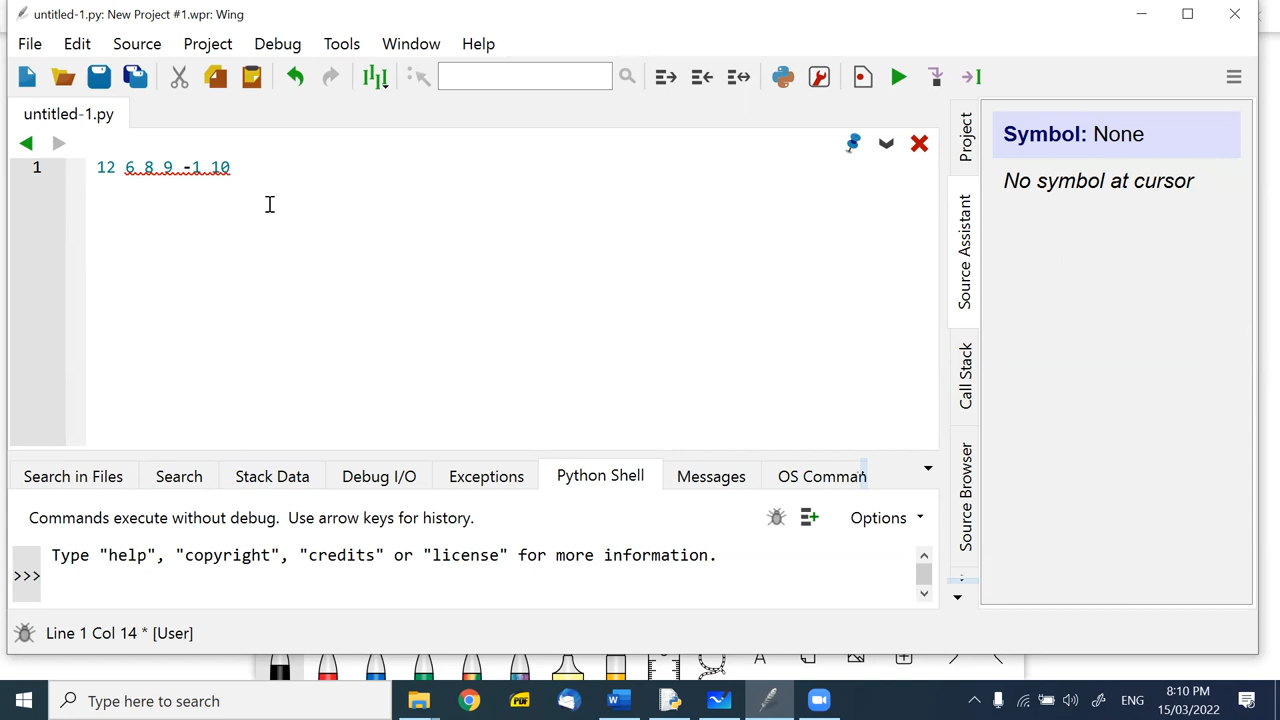 untitled-1.py: New Project #1.wpr: Wing
File Edit Source Project Debug Tools Window Help
untitled-1.py
1 12 6 8 9 -1 10
Project
Source Assistant
Call Stack
Source Browser
Symbol: None
No symbol at cursor
Search in Files Search Stack Data Debug I/O Exceptions Python Shell Messages OS Comman
Commands execute without debug. Use arrow keys for history.
Options
Type "help", "copyright", "credits" or "license" for more information.
>>>
Line 1 Col 14 * [User]
Type here to search
PDF
ENG
8:10 PM
15/03/2022